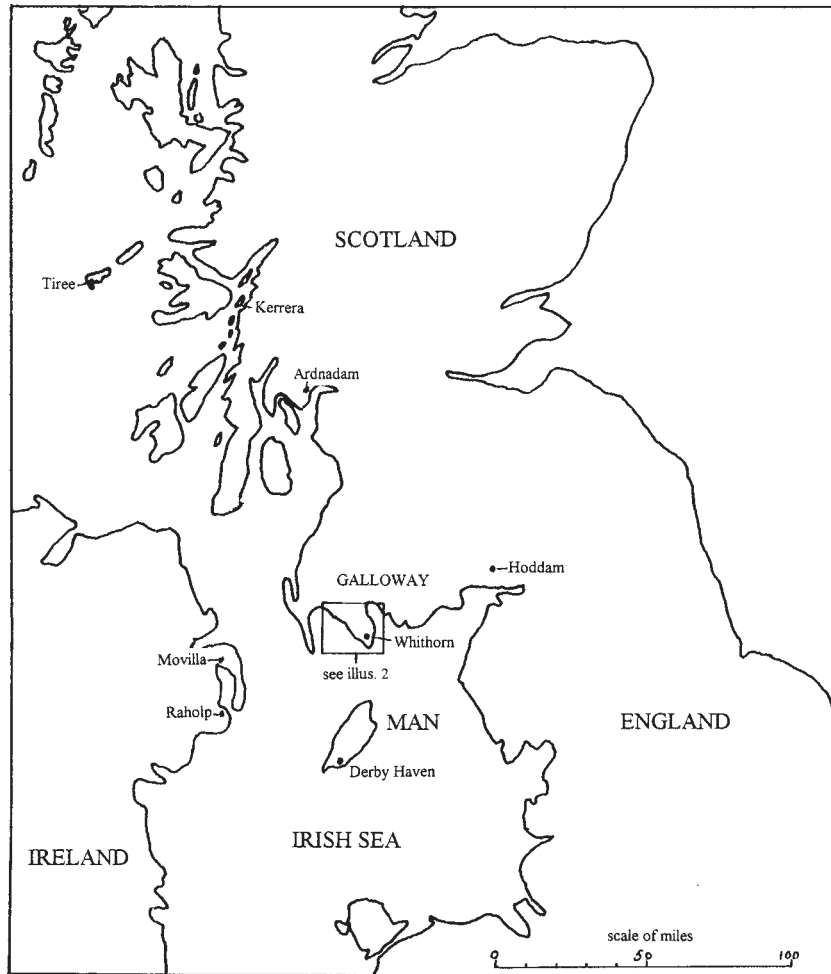 SCOTLAND
Tiree
Kerrera
Ardnadam
Hoddam
GALLOWAY
Whithorn
Movilla
see illus. 2
Raholp
MAN
ENGLAND
Derby Haven
IRISH SEA
IRELAND
scale of miles
0 50 100